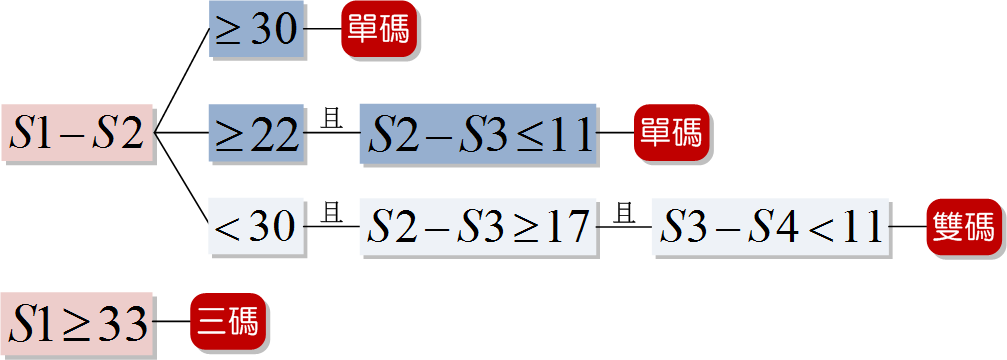 ≥30 單碼
S1−S2 ≥22 且 S2−S3≤11 單碼
<30 且 S2−S3≥17 且 S3−S4<11 雙碼
S1≥33 三碼